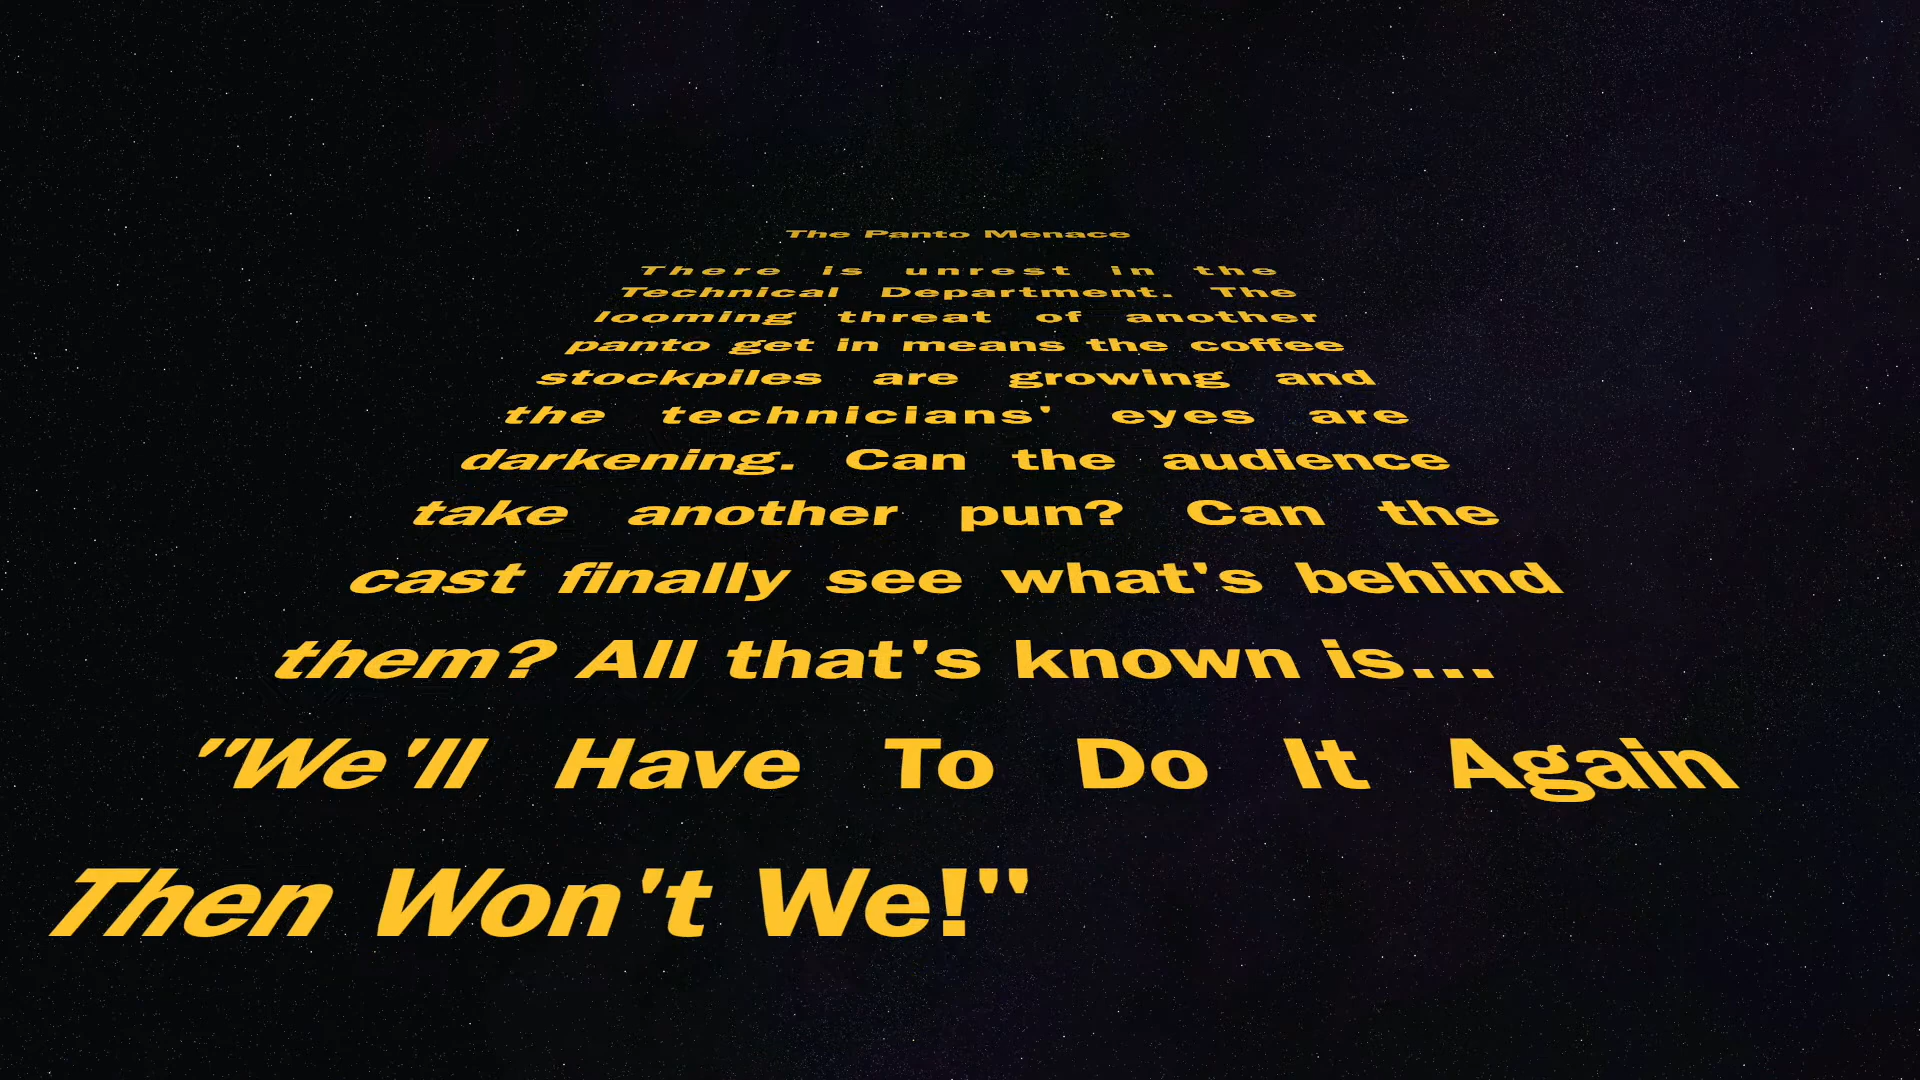 The Panto Menace
There is unrest in the
Technical Department. The
looming threat of another
panto get in means the coffee
stockpiles are growing and
the technicians' eyes are
darkening. Can the audience
take another pun? Can the
cast finally see what's behind
them? All that's known is...
"We'll Have To Do It Again
Then Won't We!"